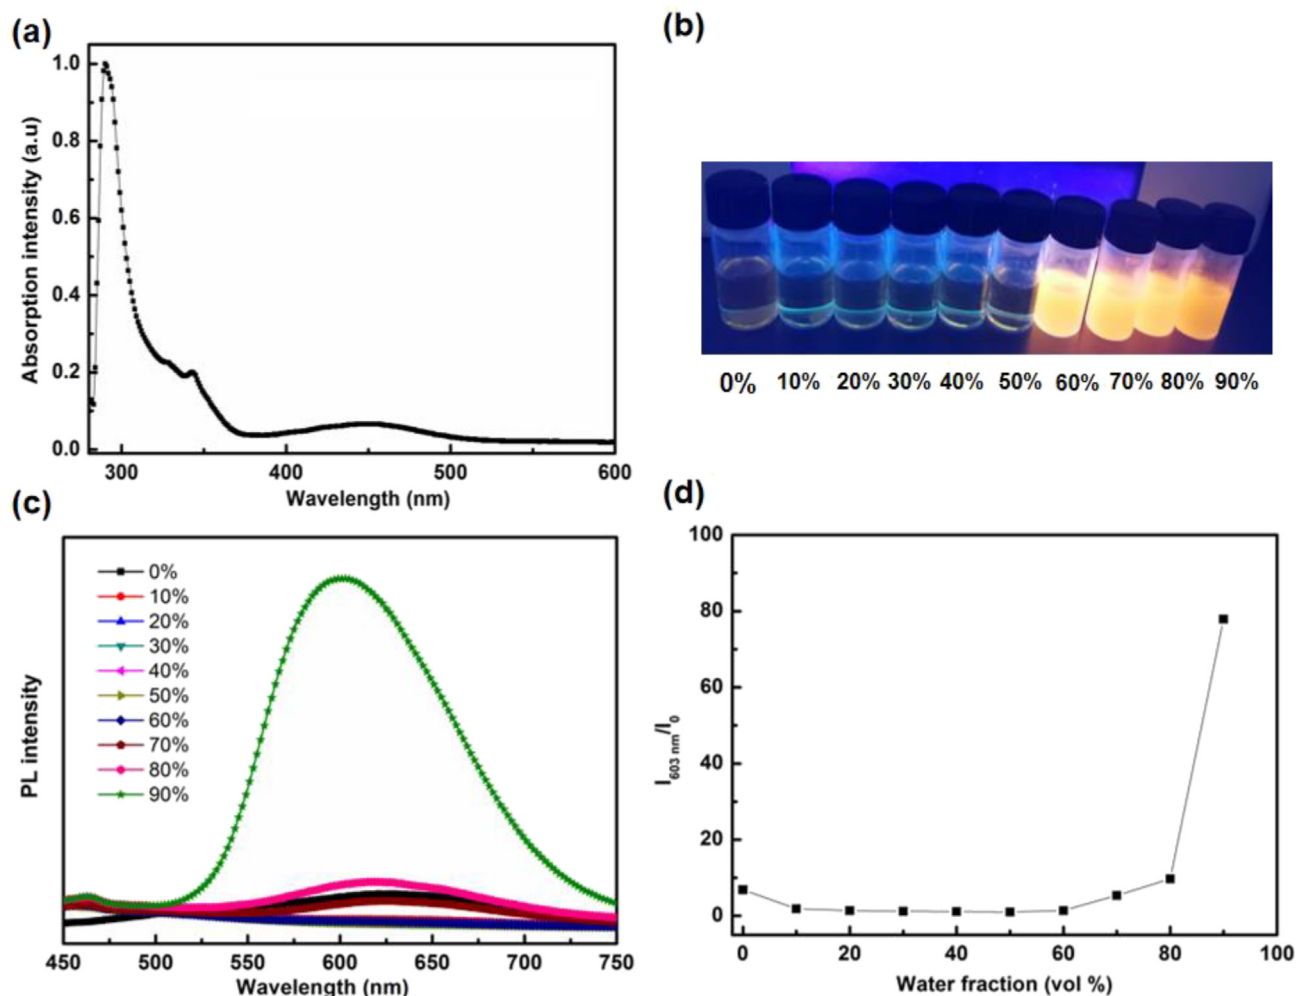 (a)
1.0
0.8
0.6
0.4
0.2
0.0
Absorption intensity (a.u)
300 400 500 600
Wavelength (nm)
(b)
0% 10% 20% 30% 40% 50% 60% 70% 80% 90%
(c)
PL intensity
0%
10%
20%
30%
40%
50%
60%
70%
80%
90%
450 500 550 600 650 700 750
Wavelength (nm)
(d)
100
80
60
40
20
0
I603 nm/I0
0 20 40 60 80 100
Water fraction (vol %)